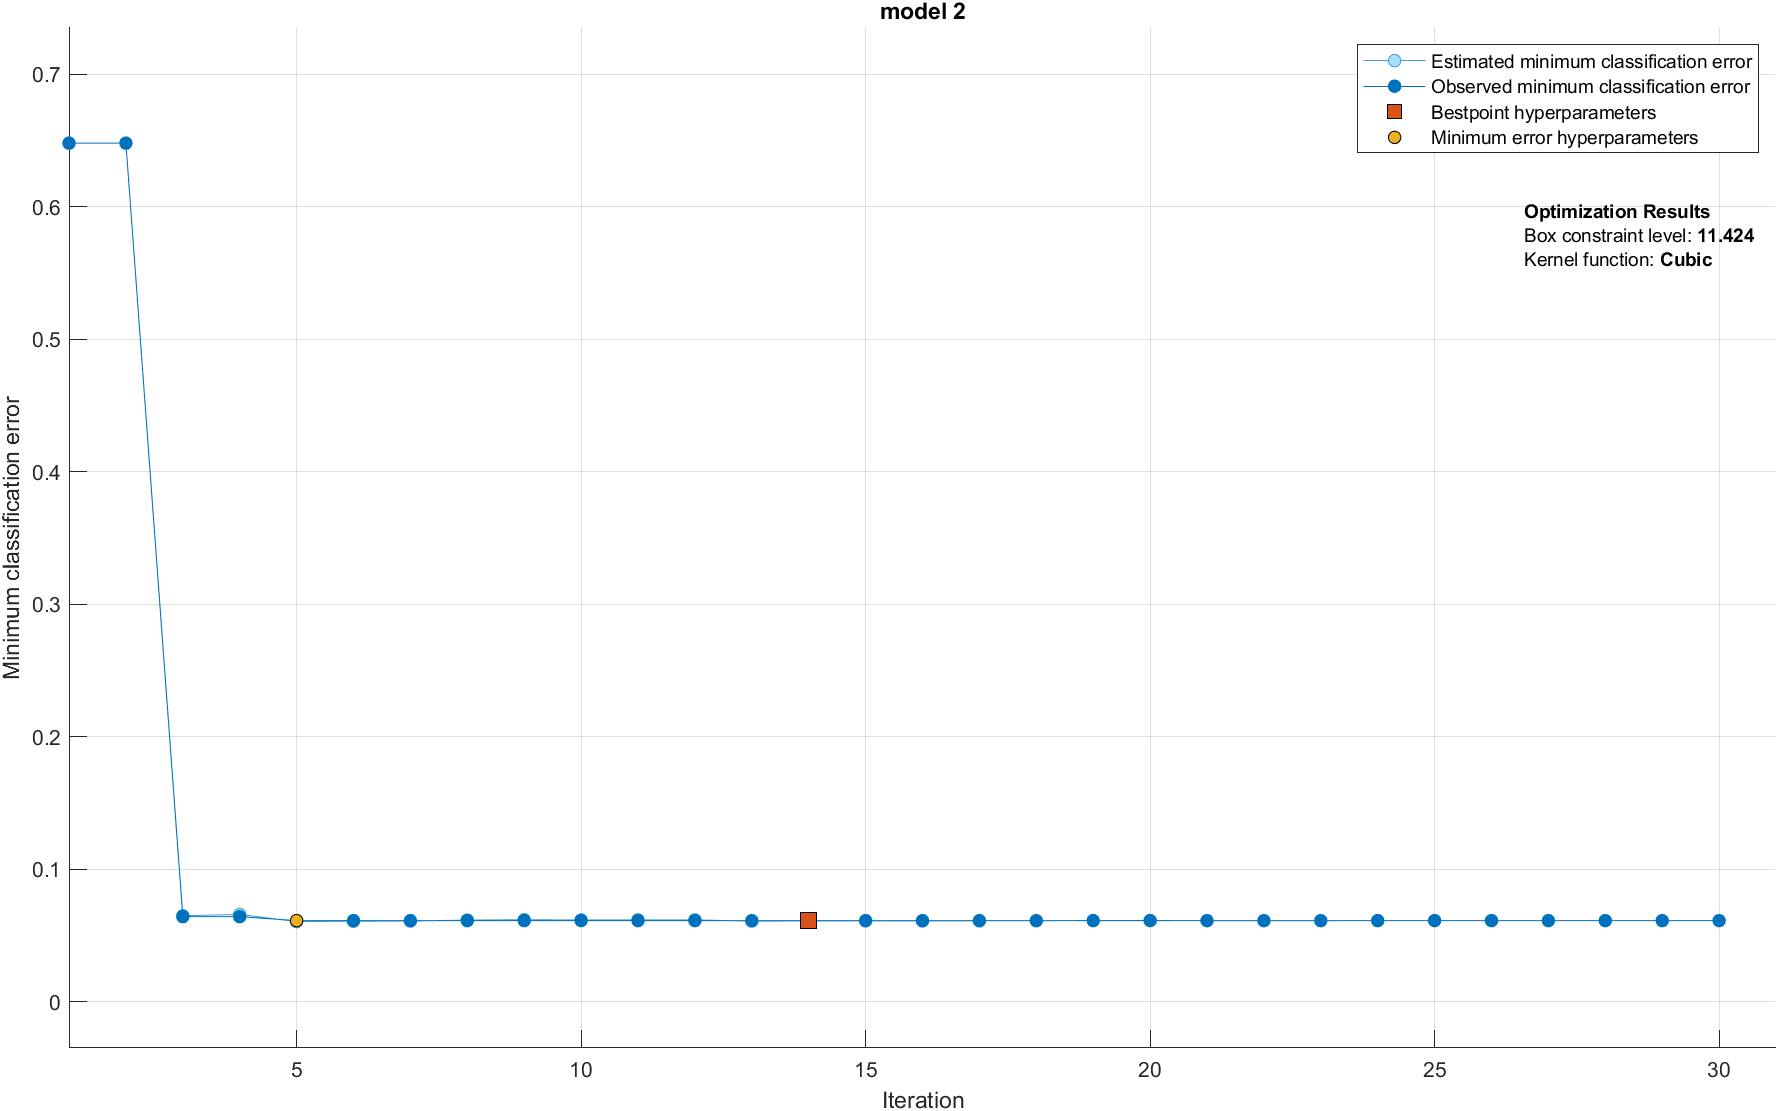 model 2
Estimated minimum classification error
Observed minimum classification error
Bestpoint hyperparameters
Minimum error hyperparameters
Optimization Results
Box constraint level: 11.424
Kernel function: Cubic
Minimum classification error
0.7
0.6
0.5
0.4
0.3
0.2
0.1
0
5 10 15 20 25 30
Iteration